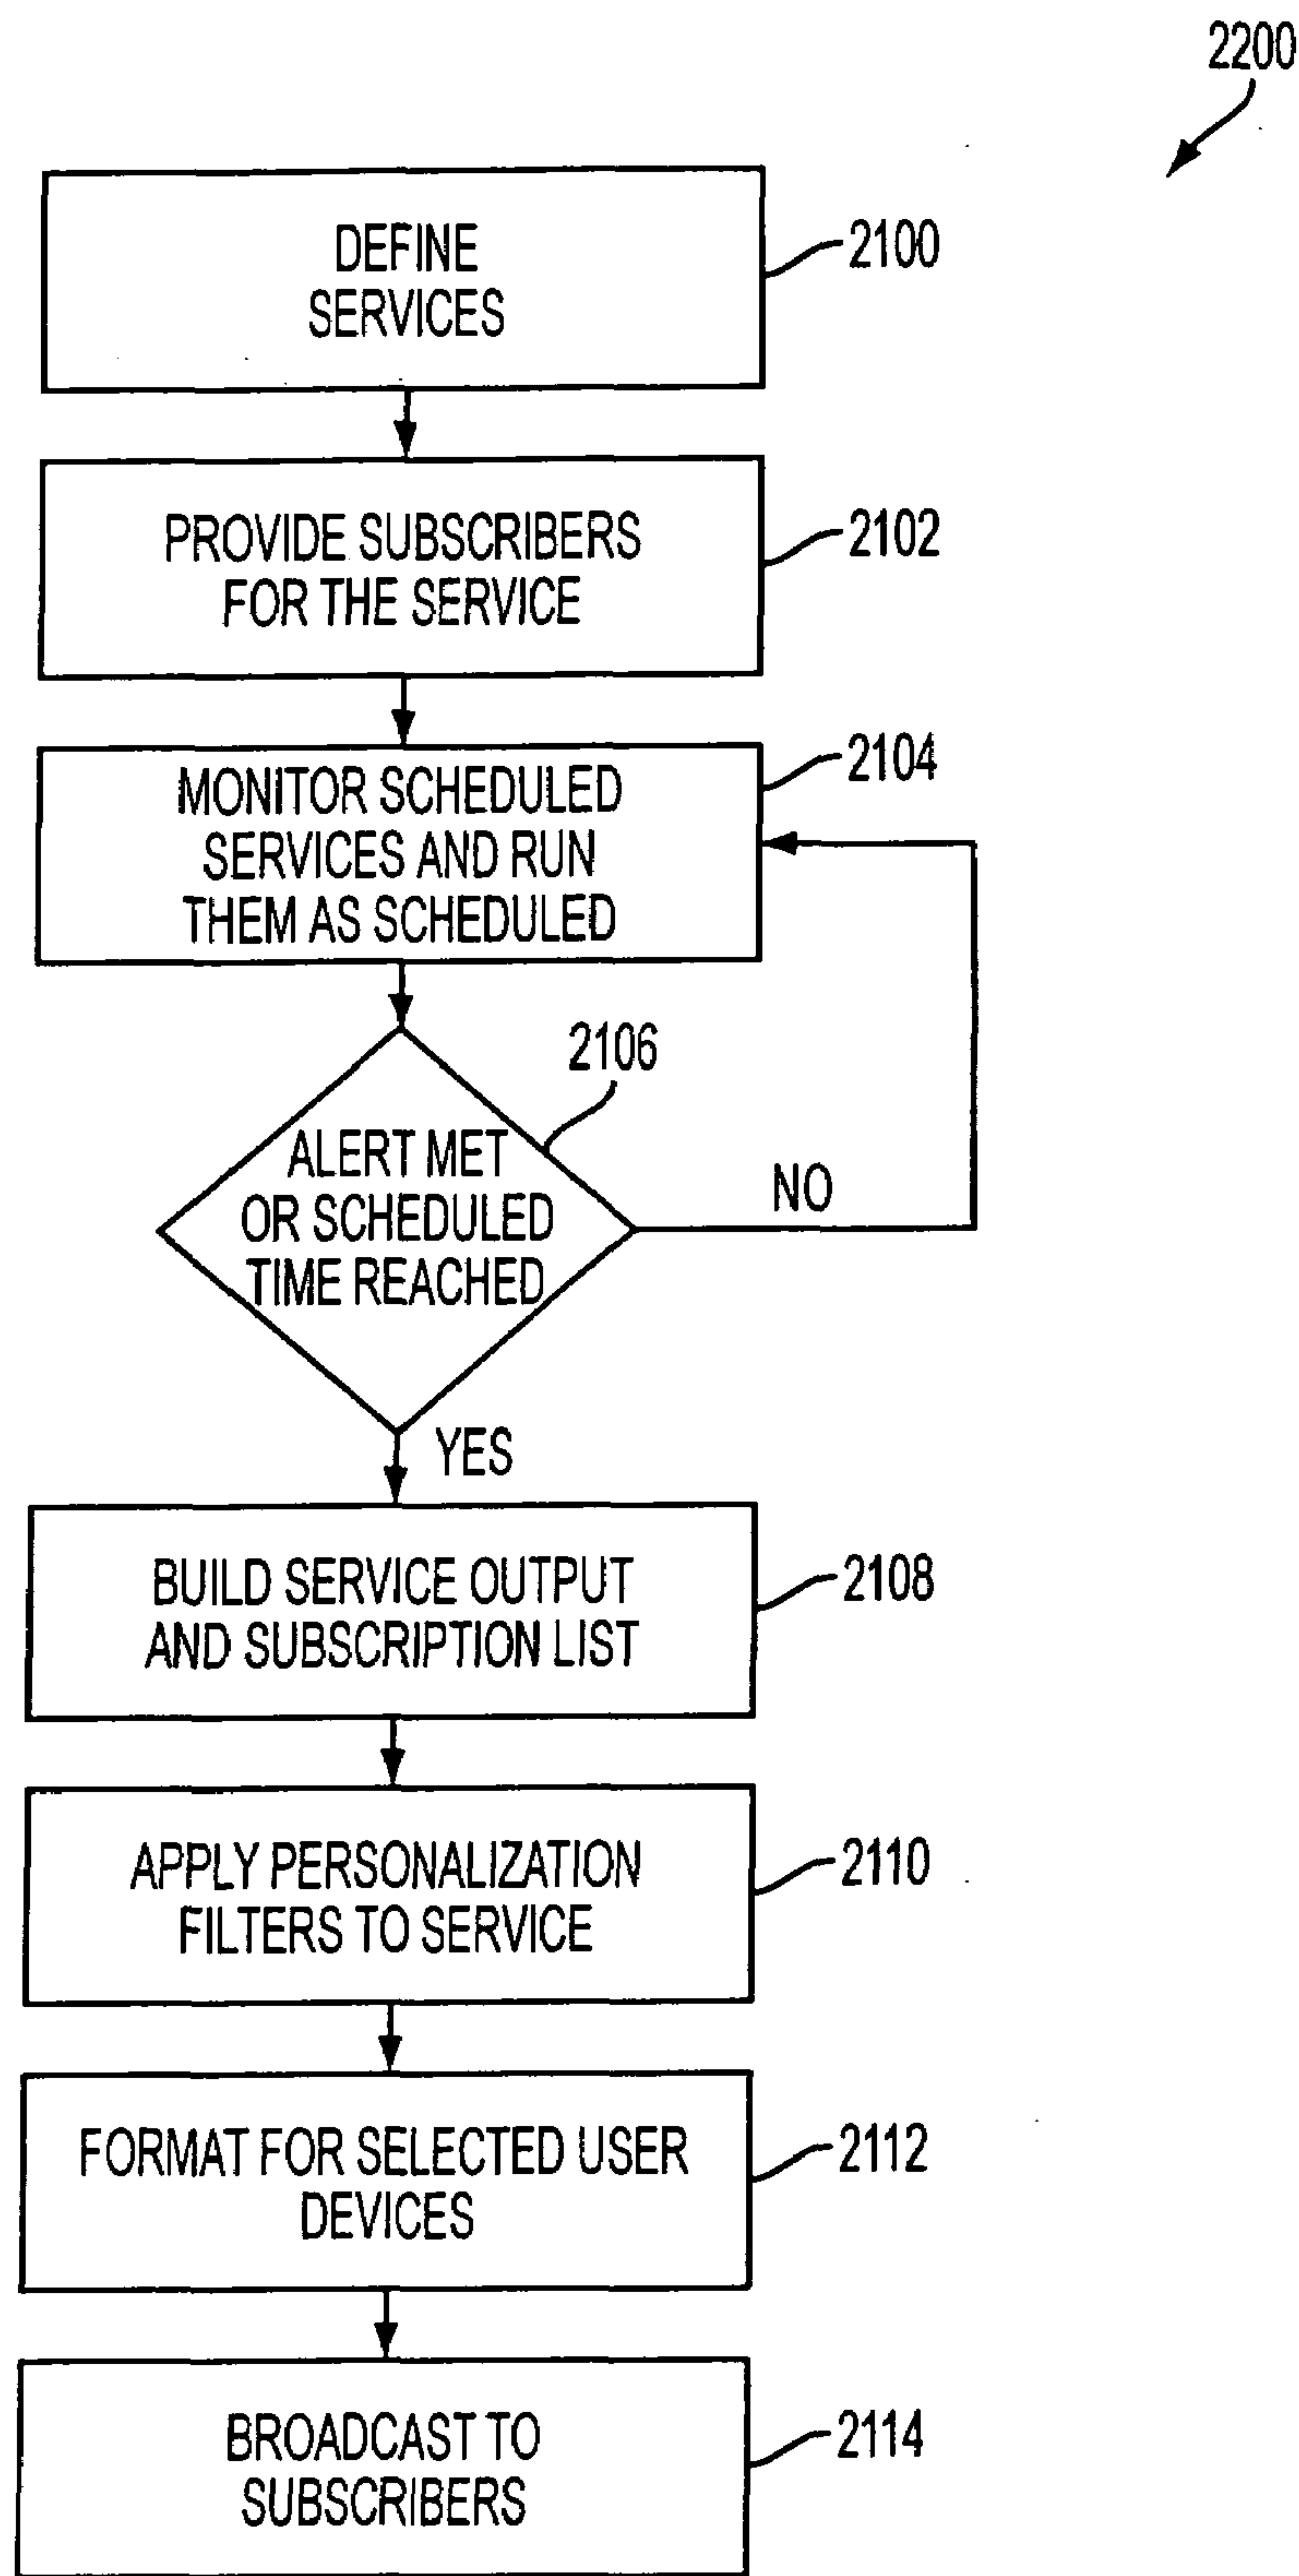 2200
DEFINE
SERVICES
2100
PROVIDE SUBSCRIBERS
FOR THE SERVICE
2102
MONITOR SCHEDULED
SERVICES AND RUN
THEM AS SCHEDULED
2104
2106
ALERT MET
OR SCHEDULED
TIME REACHED
NO
YES
BUILD SERVICE OUTPUT
AND SUBSCRIPTION LIST
2108
APPLY PERSONALIZATION
FILTERS TO SERVICE
2110
FORMAT FOR SELECTED USER
DEVICES
2112
BROADCAST TO
SUBSCRIBERS
2114